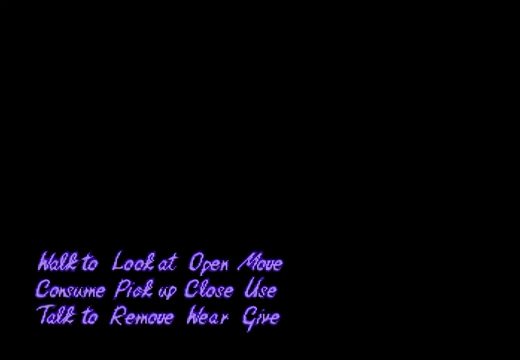 Walk to Look at Open Move
Consume Pick up Close Use
Talk to Remove Wear Give